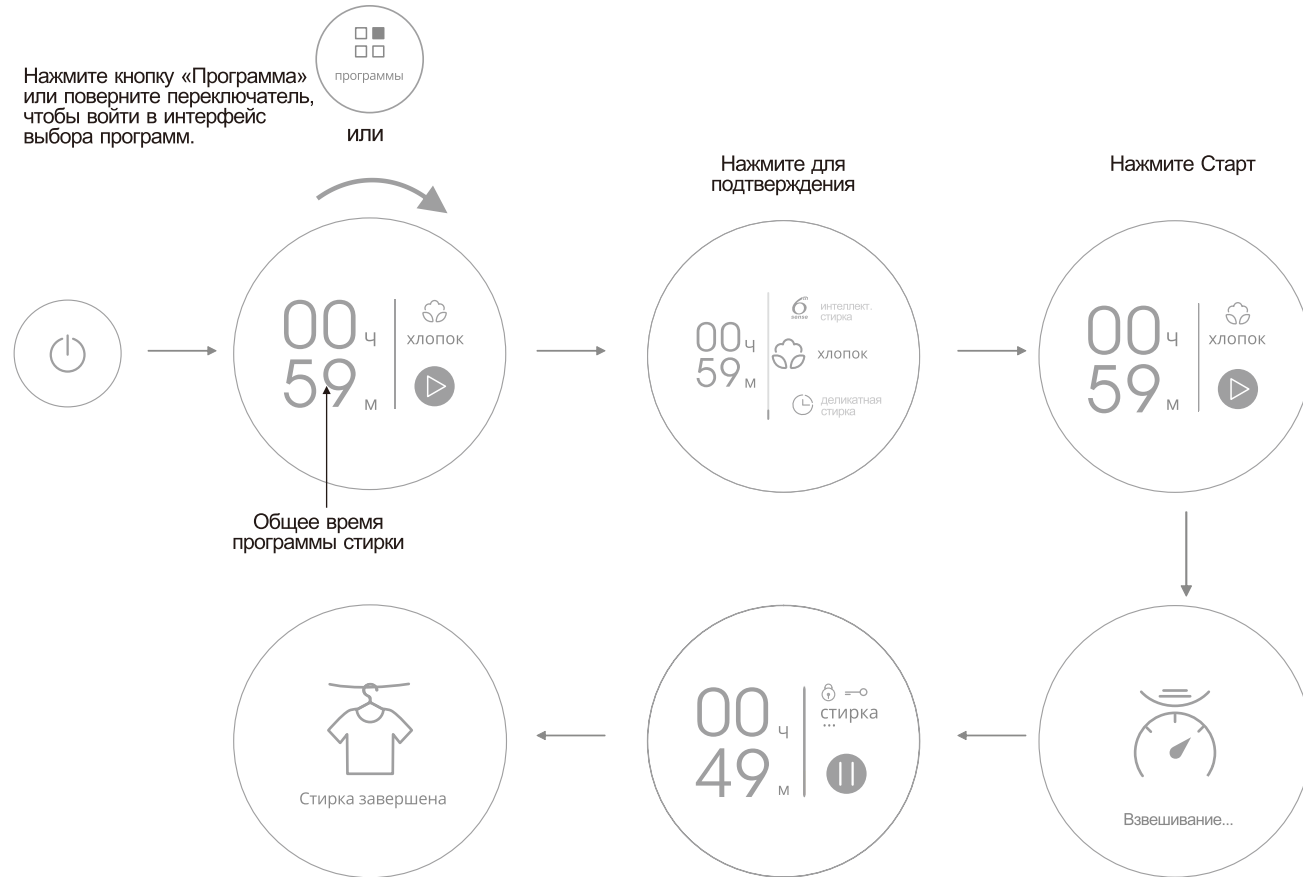 программы
Нажмите кнопку «Программа»
или поверните переключатель,
чтобы войти в интерфейс
выбора программ.
или
Нажмите для
подтверждения
Нажмите Старт
00 ч
59 м
хлопок
00 ч
59 м
6th
sense
интеллект.
стирка
хлопок
деликатная
стирка
00 ч
59 м
хлопок
Общее время
программы стирки
Стирка завершена
00 ч
49 м
стирка
...
Взвешивание...